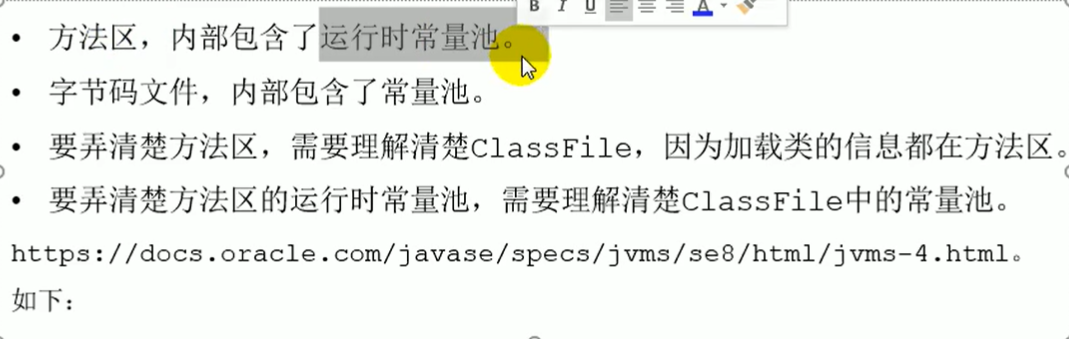 B I U A
• 方法区，内部包含了运行时常量池。
• 字节码文件，内部包含了常量池。
• 要弄清楚方法区，需要理解清楚ClassFile，因为加载类的信息都在方法区。
• 要弄清楚方法区的运行时常量池，需要理解清楚ClassFile中的常量池。
https://docs.oracle.com/javase/specs/jvms/se8/html/jvms-4.html。
如下：